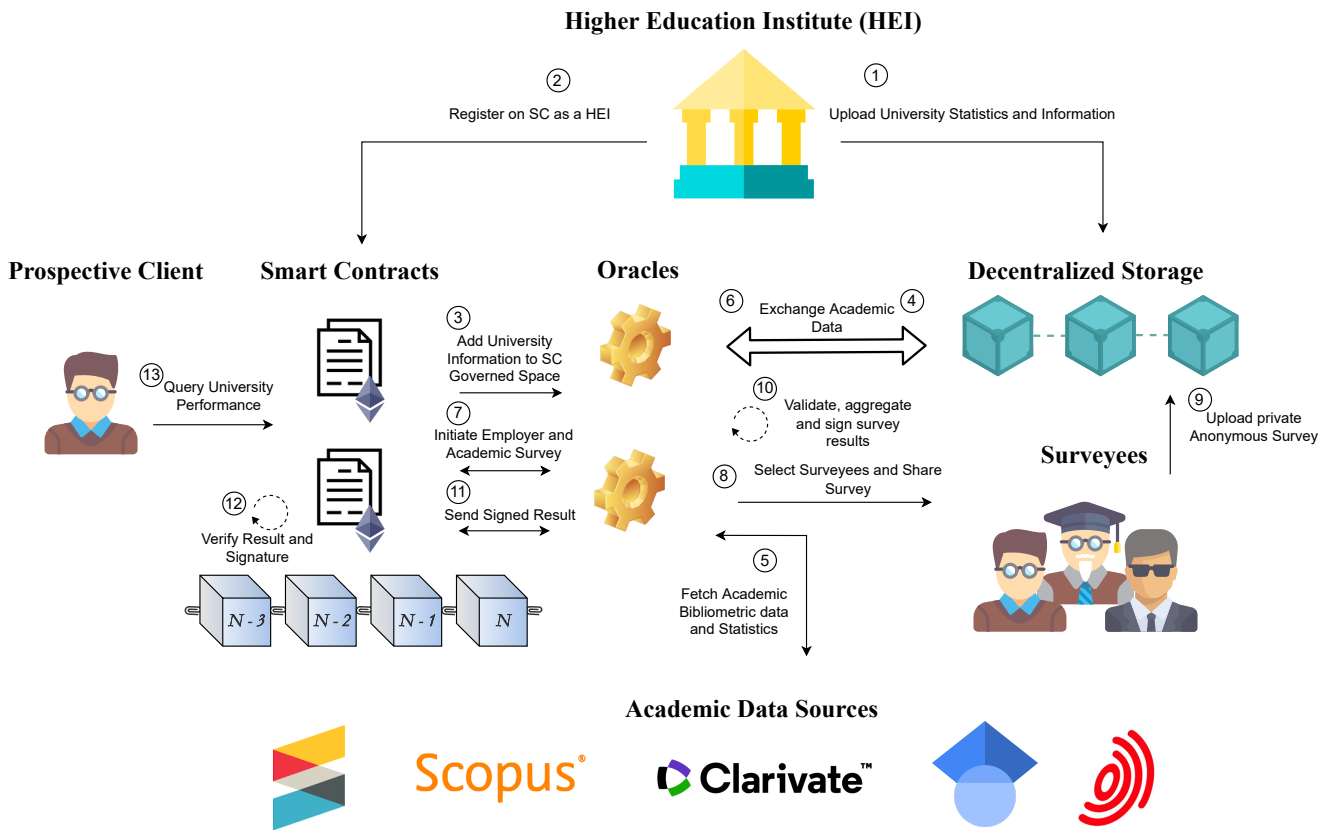 Higher Education Institute (HEI)
2
1
Register on SC as a HEI
Upload University Statistics and Information
Prospective Client
Smart Contracts
Oracles
Decentralized Storage
3
Add University
Information to SC
Governed Space
6
Exchange Academic
Data
4
13
Query University
Performance
7
Initiate Employer and
Academic Survey
10
Validate, aggregate
and sign survey
results
9
Upload private
Anonymous Survey
Surveyees
8
Select Surveyees and Share
Survey
11
Send Signed Result
12
Verify Result and
Signature
5
Fetch Academic
Bibliometric data
and Statistics
N - 3
N - 2
N - 1
N
Academic Data Sources
Scopus®
Clarivate™